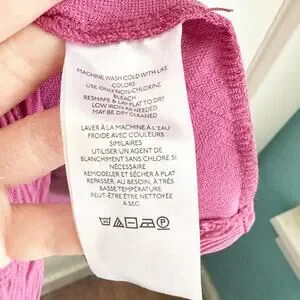 MACHINE WASH COLD WITH LIKE
COLORS
USE ONLY NON-CHLORINE
BLEACH
RESHAPE & LAY FLAT TO DRY
LOW IRON AS NEEDED
MAY BE DRY CLEANED
LAVER À LA MACHINE À L'EAU
FROIDE AVEC COULEURS
SIMILAIRES
UTILISER UN AGENT DE
BLANCHIMENT SANS CHLORE SI
NÉCESSAIRE
REMODELER ET SÉCHER À PLAT
REPASSER, AU BESOIN, À TRÈS
BASSE TEMPÉRATURE
PEUT-ÊTRE ÊTRE NETTOYÉE
A SEC